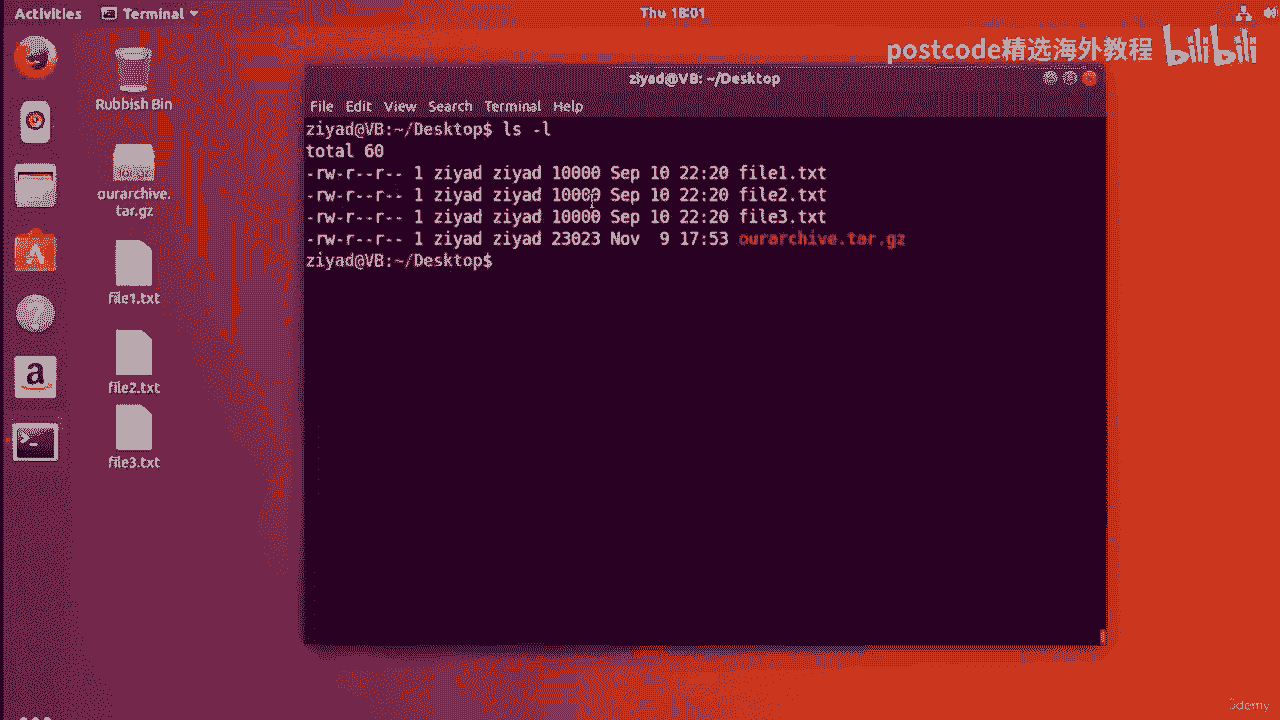 Activities Terminal Thu 18:01
postcode精选海外教程 bilibili
Rubbish Bin
ourarchive.
tar.gz
file1.txt
file2.txt
file3.txt
ziyad@VB: ~/Desktop
File Edit View Search Terminal Help
ziyad@VB:~/Desktop$ ls -l
total 60
-rw-r--r-- 1 ziyad ziyad 10000 Sep 10 22:20 file1.txt
-rw-r--r-- 1 ziyad ziyad 10000 Sep 10 22:20 file2.txt
-rw-r--r-- 1 ziyad ziyad 10000 Sep 10 22:20 file3.txt
-rw-r--r-- 1 ziyad ziyad 23023 Nov  9 17:53 ourarchive.tar.gz
ziyad@VB:~/Desktop$
Udemy